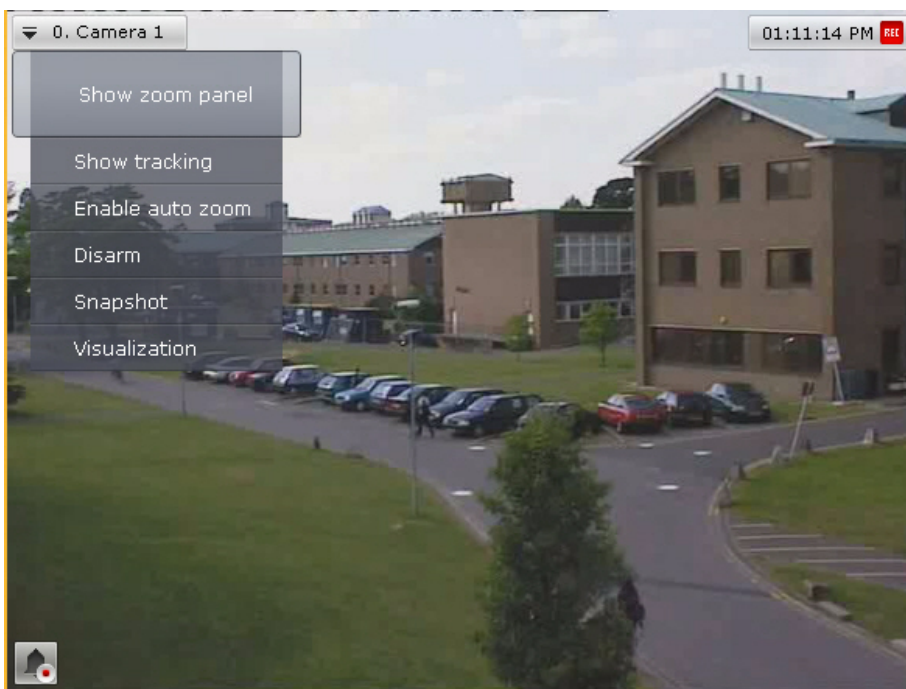 0. Camera 1
01:11:14 PM REC
Show zoom panel
Show tracking
Enable auto zoom
Disarm
Snapshot
Visualization